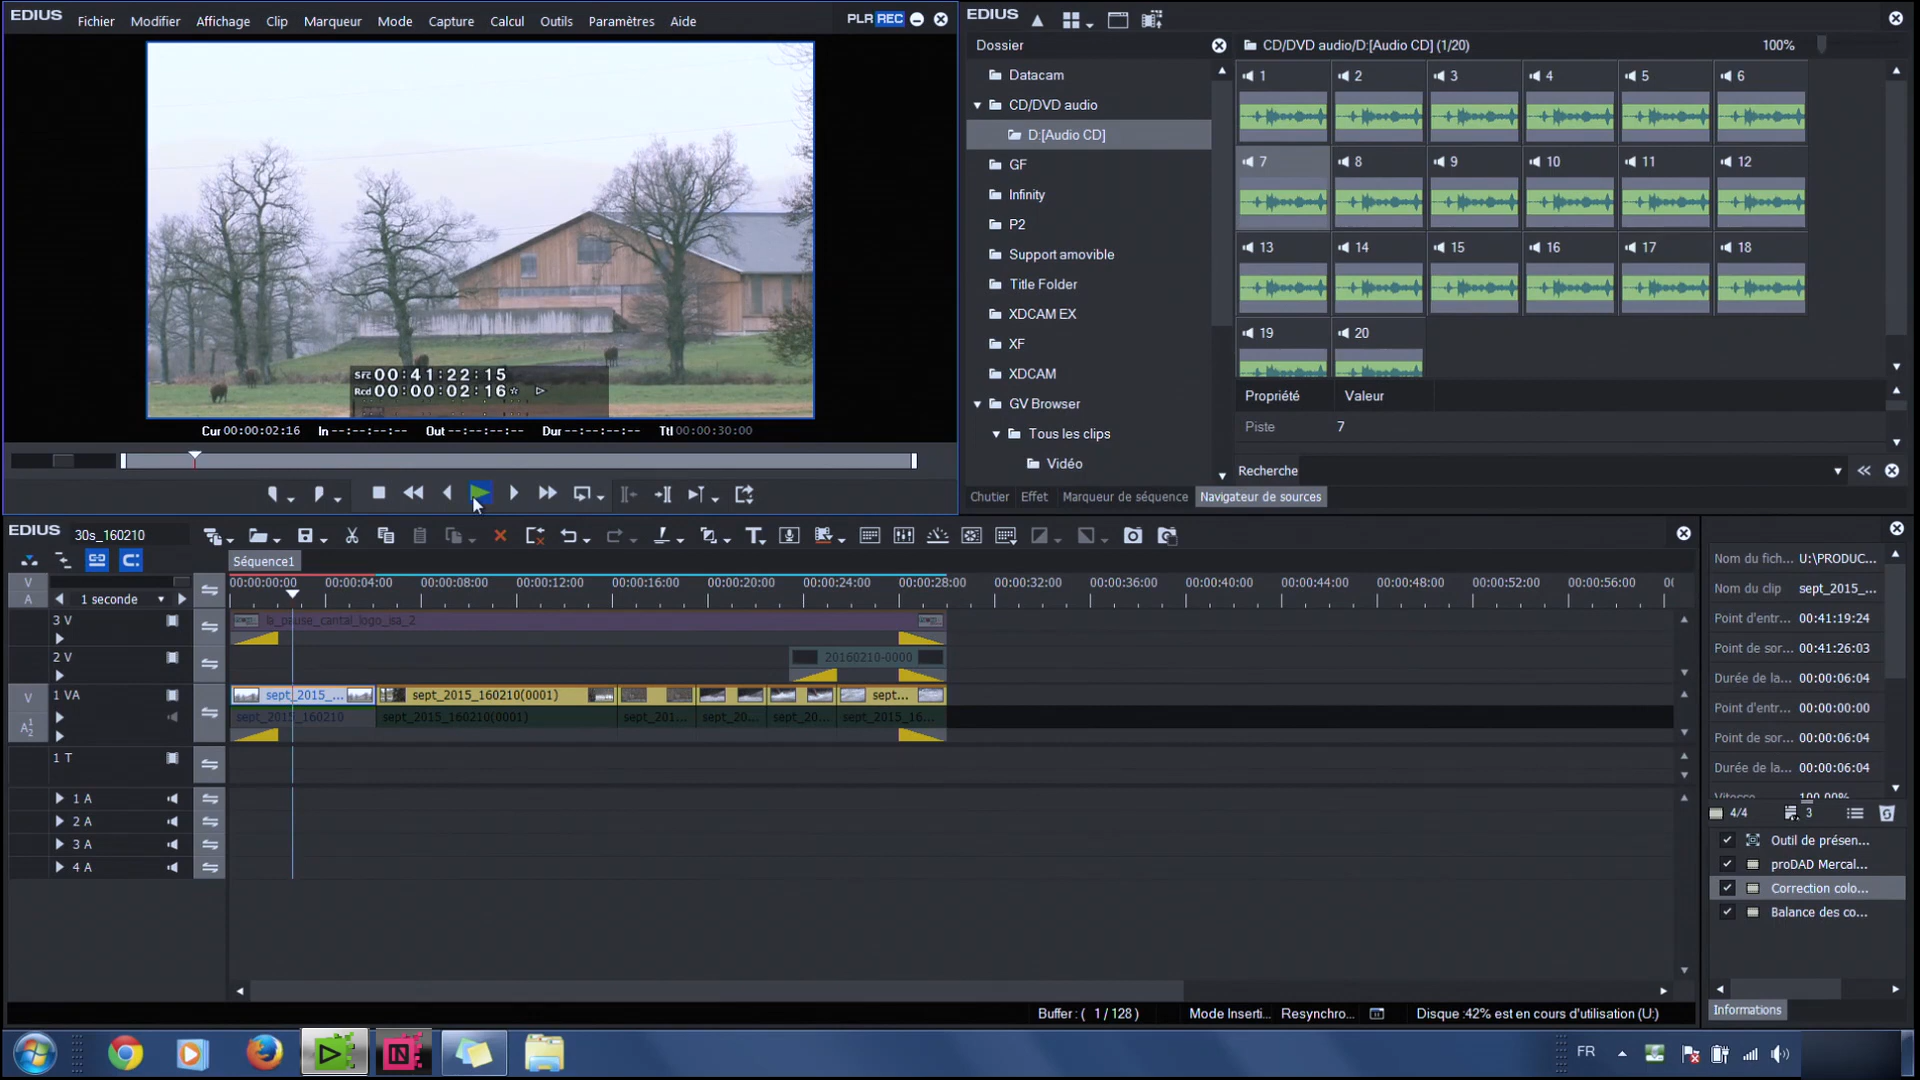 EDIUS Fichier Modifier Affichage Clip Marqueur Mode Capture Calcul Outils Paramètres Aide PLR REC
Src 00:41:22:15
Rcd 00:00:02:16
Cur 00:00:02:16 In --:--:--:-- Out --:--:--:-- Dur --:--:--:-- Ttl 00:00:30:00
EDIUS
Dossier
Datacam
CD/DVD audio
D:[Audio CD]
GF
Infinity
P2
Support amovible
Title Folder
XDCAM EX
XF
XDCAM
GV Browser
Tous les clips
Vidéo
CD/DVD audio/D:[Audio CD] (1/20) 100%
1 2 3 4 5 6
7 8 9 10 11 12
13 14 15 16 17 18
19 20
Propriété Valeur
Piste 7
Recherche
Chutier Effet Marqueur de séquence Navigateur de sources
EDIUS 30s_160210
Séquence1
V
A
1 seconde
00:00:00:00 00:00:04:00 00:00:08:00 00:00:12:00 00:00:16:00 00:00:20:00 00:00:24:00 00:00:28:00 00:00:32:00 00:00:36:00 00:00:40:00 00:00:44:00 00:00:48:00 00:00:52:00 00:00:56:00
3 V la_pause_cantal_logo_isa_2
2 V 20160210-0000
V 1 VA sept_2015_... sept_2015_160210(0001) sept...
A12 sept_2015_160210 sept_2015_160210(0001) sept_201... sept_20... sept_20... sept_2015_16...
1 T
1 A
2 A
3 A
4 A
Buffer : ( 1 / 128 ) Mode Inserti... Resynchro... Disque :42% est en cours d'utilisation (U:)
Nom du fich... U:\PRODUC...
Nom du clip sept_2015_...
Point d'entr... 00:41:19:24
Point de sor... 00:41:26:03
Durée de la... 00:00:06:04
Point d'entr... 00:00:00:00
Point de sor... 00:00:06:04
Durée de la... 00:00:06:04
Vitesse 100.00%
4/4 3
Outil de présen...
proDAD Mercal...
Correction colo...
Balance des co...
Informations
FR